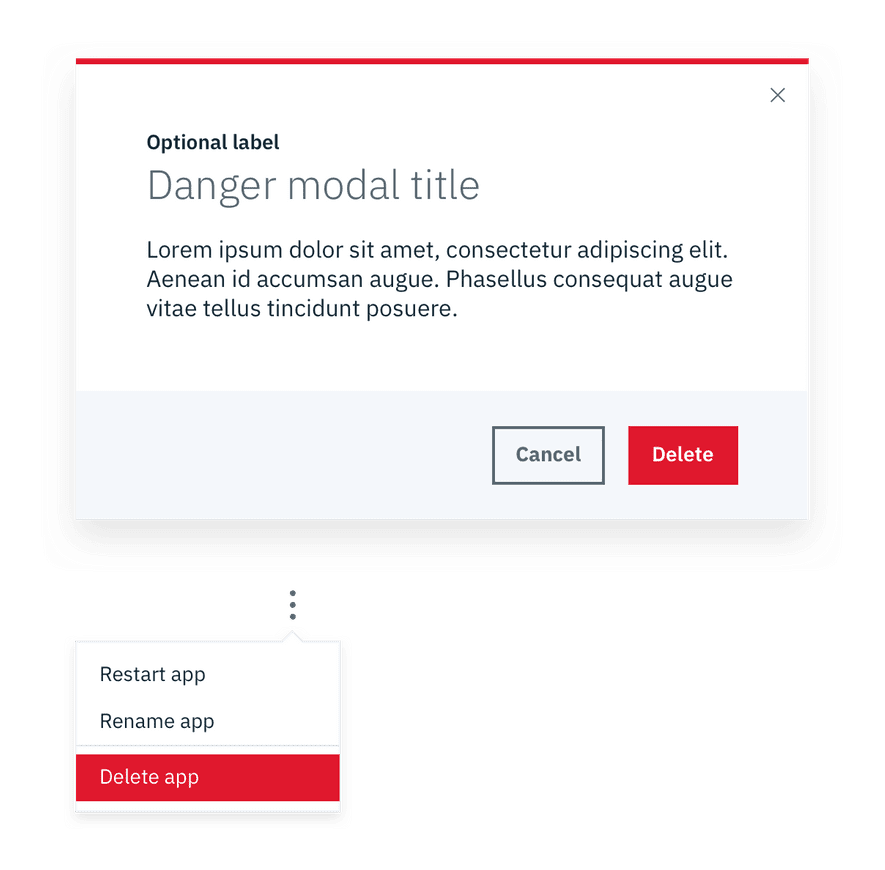 Optional label
Danger modal title
Lorem ipsum dolor sit amet, consectetur adipiscing elit.
Aenean id accumsan augue. Phasellus consequat augue
vitae tellus tincidunt posuere.
Cancel Delete
Restart app
Rename app
Delete app